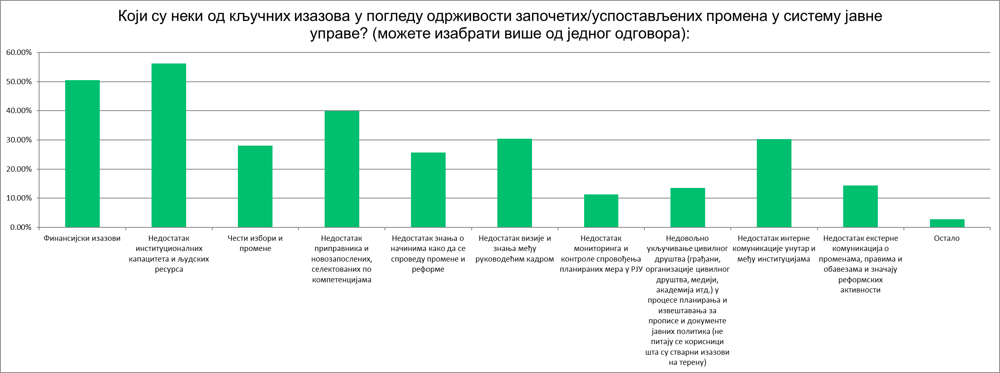 Који су неки од кључних изазова у погледу одрживости започетих/успостављених промена у систему јавне
управе? (можете изабрати више од једног одговора):
60.00%
50.00%
40.00%
30.00%
20.00%
10.00%
0.00%
Финансијски изазови
Недостатак
институционалних
капацитета и људских
ресурса
Чести избори и
промене
Недостатак
приправника и
новозапослених,
селектованих по
компетенцијама
Недостатак знања о
начинима како да се
спроведу промене и
реформе
Недостатак визије и
знања међу
руководећим кадром
Недостатак
мониторинга и
контроле спровођења
планираних мера у РЈУ
Недовољно
укључивање цивилног
друштва (грађани,
организације цивилног
друштва, медији,
академија итд.) у
процесе планирања и
извештавања за
прописе и документе
јавних политика (не
питају се корисници
шта су стварни изазови
на терену)
Недостатак интерне
комуникације унутар и
међу институцијама
Недостатак екстерне
комуникација о
променама, правима и
обавезама и значају
реформских
активности
Остало